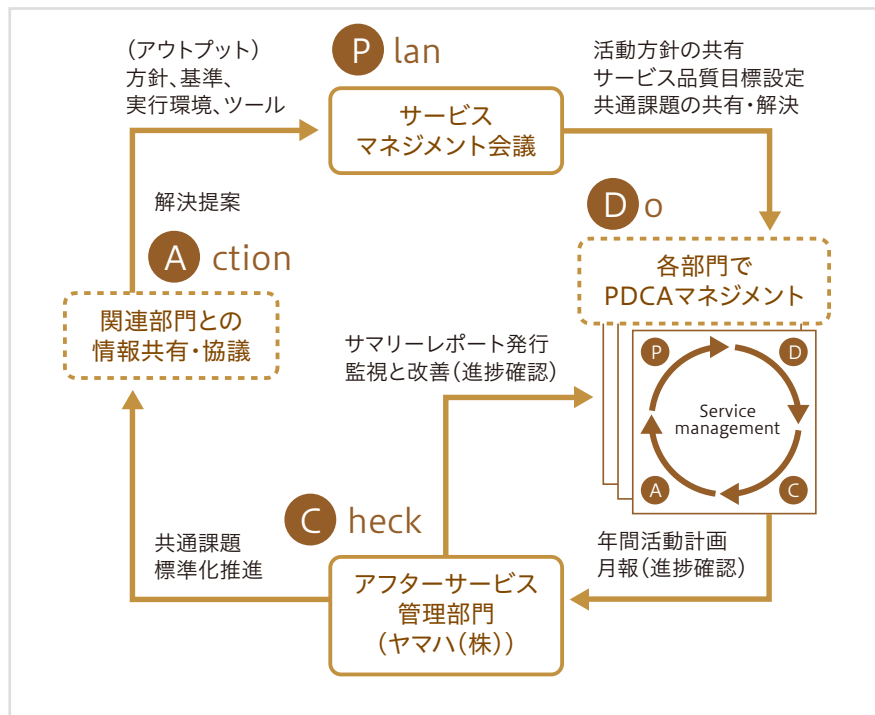 Plan
サービス
マネジメント会議
活動方針の共有
サービス品質目標設定
共通課題の共有・解決
Do
各部門で
PDCAマネジメント
P
D
Service
management
A
C
年間活動計画
月報(進捗確認)
Check
アフターサービス
管理部門
(ヤマハ(株))
サマリーレポート発行
監視と改善(進捗確認)
共通課題
標準化推進
Action
関連部門との
情報共有・協議
解決提案
(アウトプット)
方針、基準、
実行環境、ツール